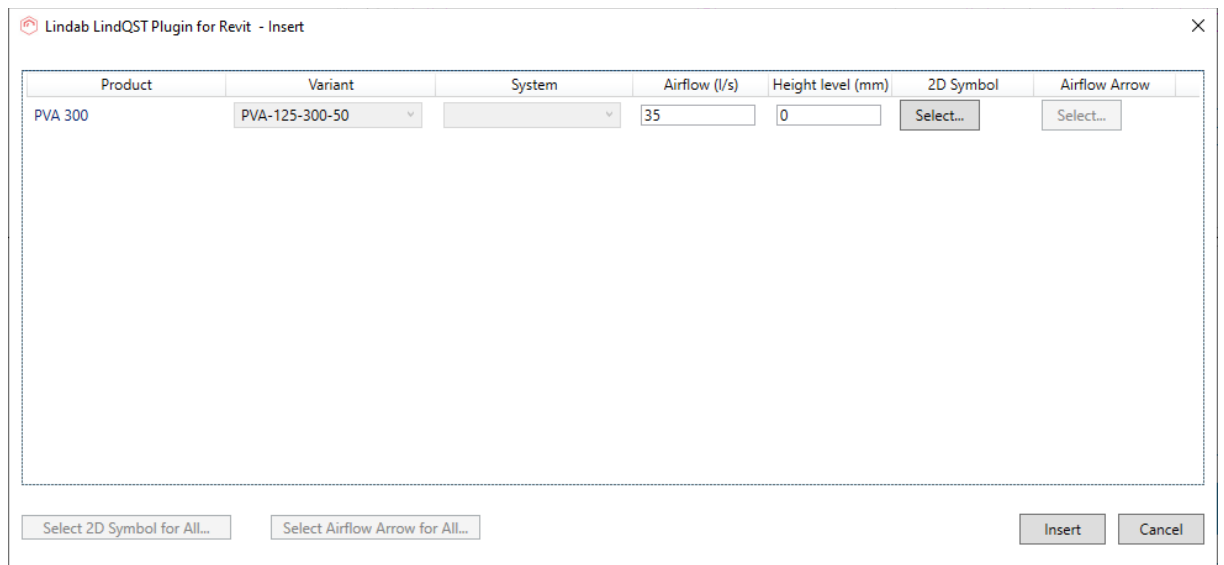 Lindab LindQST Plugin for Revit - Insert
Product Variant System Airflow (l/s) Height level (mm) 2D Symbol Airflow Arrow
PVA 300 PVA-125-300-50 35 0 Select... Select...
Select 2D Symbol for All... Select Airflow Arrow for All... Insert Cancel